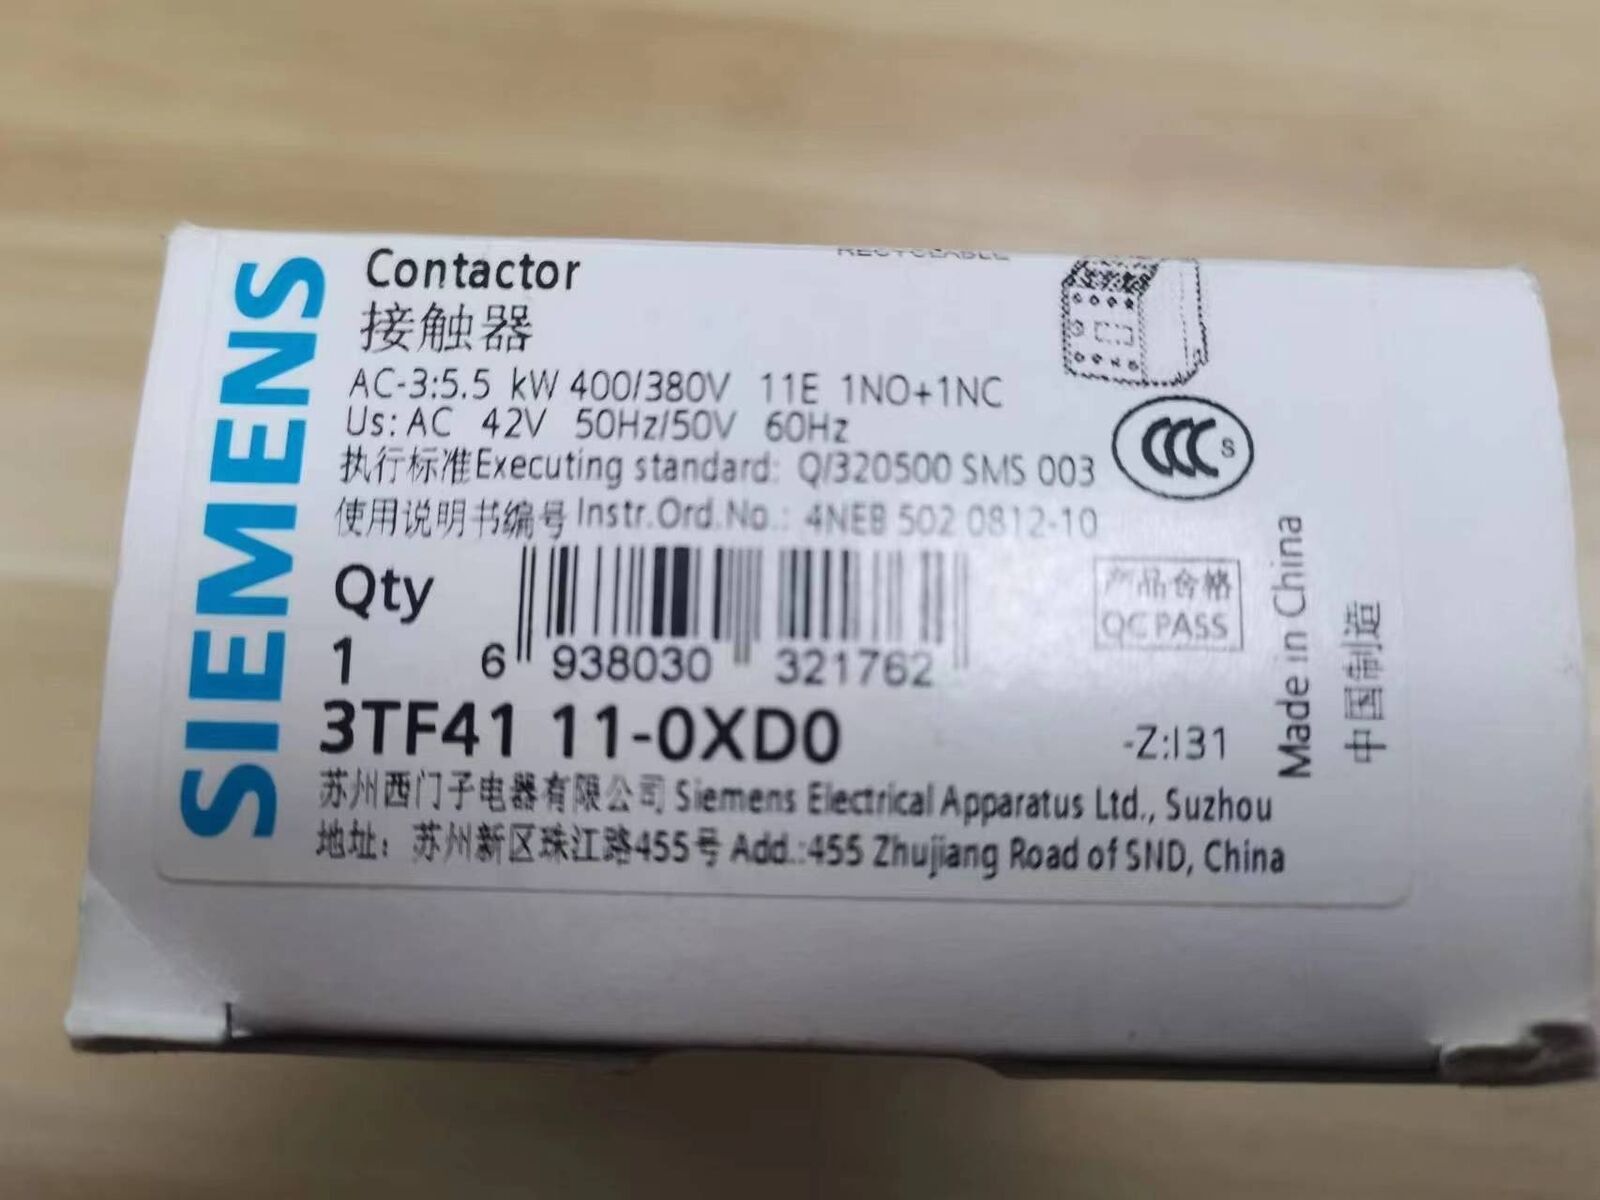 RECYCLABLE
SIEMENS
Contactor
接触器
AC-3:5.5 kW 400/380V 11E 1NO+1NC
Us: AC 42V 50Hz/50V 60Hz
执行标准Executing standard: Q/320500 SMS 003
CCC S
使用说明书编号 Instr.Ord.No.: 4NEB 502 0812-10
Qty
1
6 938030 321762
产品合格
QC PASS
3TF41 11-0XD0
-Z:I31
Made in China
中国制造
苏州西门子电器有限公司 Siemens Electrical Apparatus Ltd., Suzhou
地址：苏州新区珠江路455号 Add.:455 Zhujiang Road of SND, China